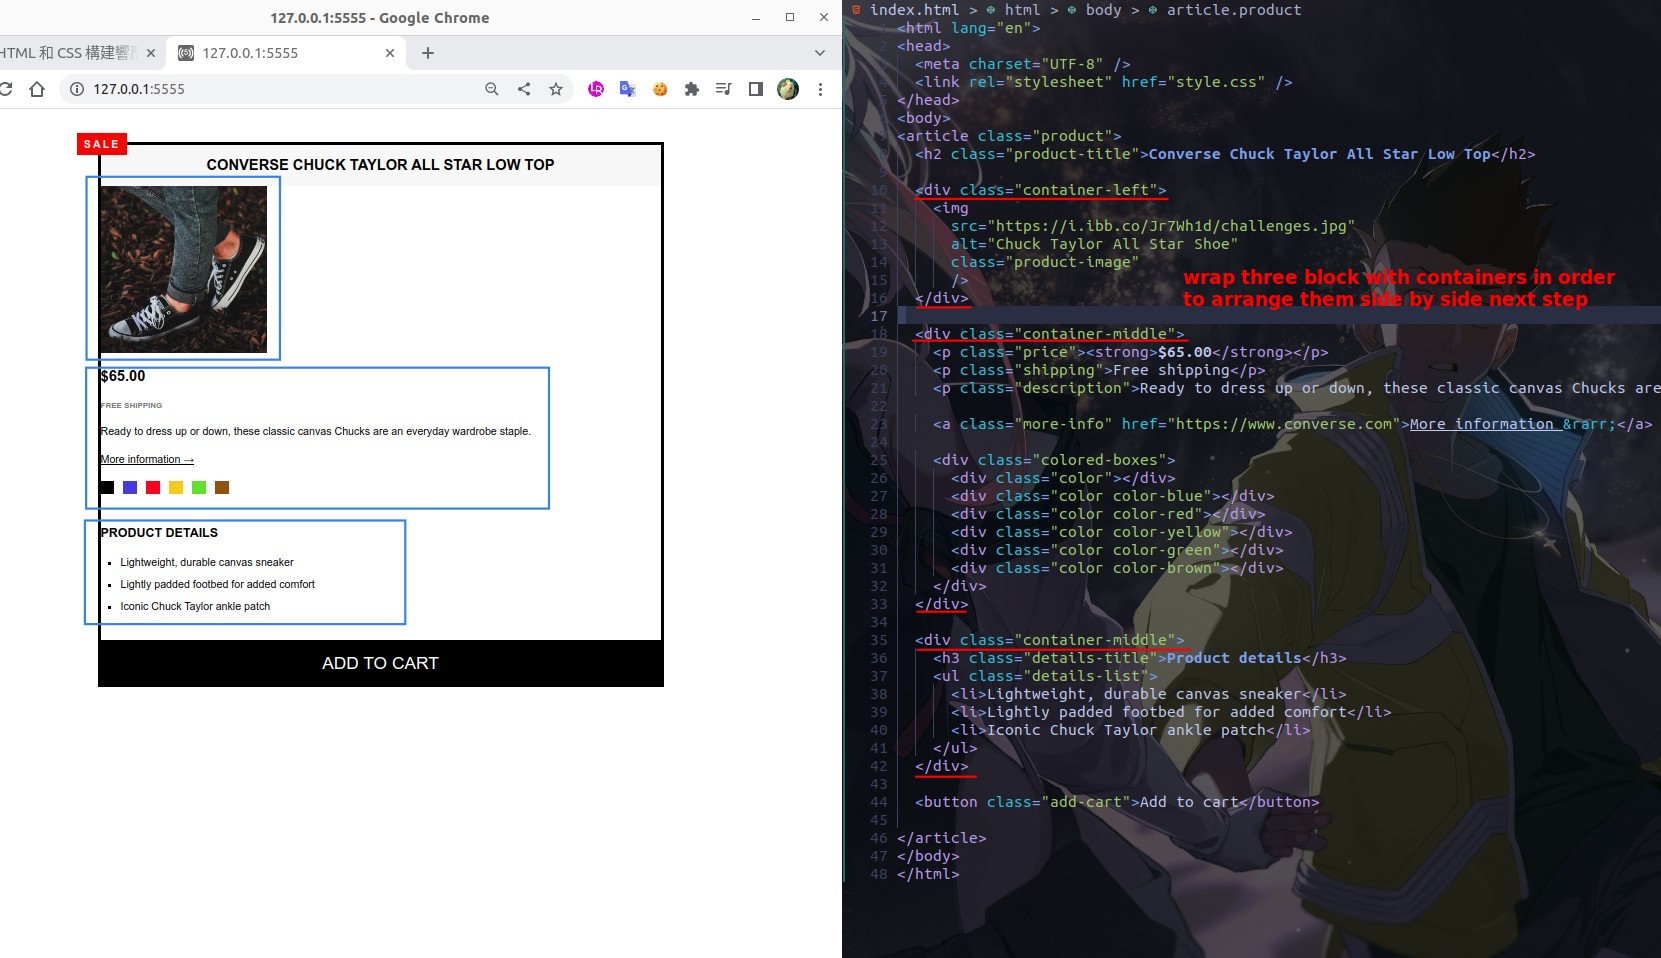 127.0.0.1:5555 - Google Chrome
HTML 和 CSS 構建響
127.0.0.1:5555
127.0.0.1:5555
SALE
CONVERSE CHUCK TAYLOR ALL STAR LOW TOP
$65.00
FREE SHIPPING
Ready to dress up or down, these classic canvas Chucks are an everyday wardrobe staple.
More information →
PRODUCT DETAILS
Lightweight, durable canvas sneaker
Lightly padded footbed for added comfort
Iconic Chuck Taylor ankle patch
ADD TO CART
index.html > html > body > article.product
<html lang="en">
<head>
<meta charset="UTF-8" />
<link rel="stylesheet" href="style.css" />
</head>
<body>
<article class="product">
<h2 class="product-title">Converse Chuck Taylor All Star Low Top</h2>
9
10 <div class="container-left">
11 <img
12 src="https://i.ibb.co/Jr7Wh1d/challenges.jpg"
13 alt="Chuck Taylor All Star Shoe"
14 class="product-image"
15 />
16 </div>
17
18 <div class="container-middle">
19 <p class="price"><strong>$65.00</strong></p>
20 <p class="shipping">Free shipping</p>
21 <p class="description">Ready to dress up or down, these classic canvas Chucks are
22
23 <a class="more-info" href="https://www.converse.com">More information &rarr;</a>
24
25 <div class="colored-boxes">
26 <div class="color"></div>
27 <div class="color color-blue"></div>
28 <div class="color color-red"></div>
29 <div class="color color-yellow"></div>
30 <div class="color color-green"></div>
31 <div class="color color-brown"></div>
32 </div>
33 </div>
34
35 <div class="container-middle">
36 <h3 class="details-title">Product details</h3>
37 <ul class="details-list">
38 <li>Lightweight, durable canvas sneaker</li>
39 <li>Lightly padded footbed for added comfort</li>
40 <li>Iconic Chuck Taylor ankle patch</li>
41 </ul>
42 </div>
43
44 <button class="add-cart">Add to cart</button>
45
46 </article>
47 </body>
48 </html>
wrap three block with containers in order
to arrange them side by side next step